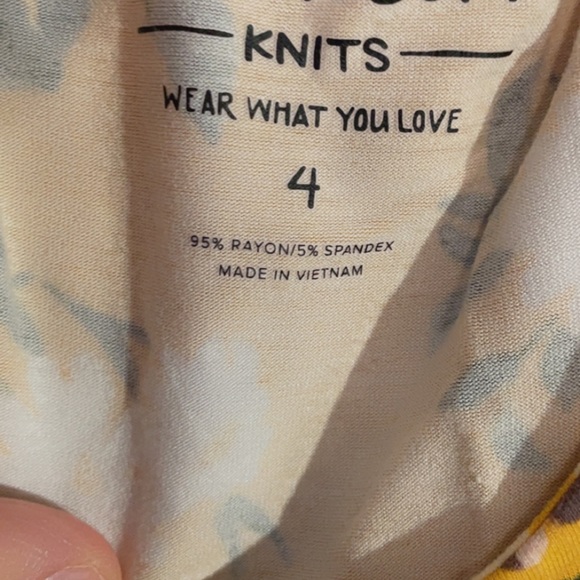 KNITS
WEAR WHAT YOU LOVE
4
95% RAYON/5% SPANDEX
MADE IN VIETNAM